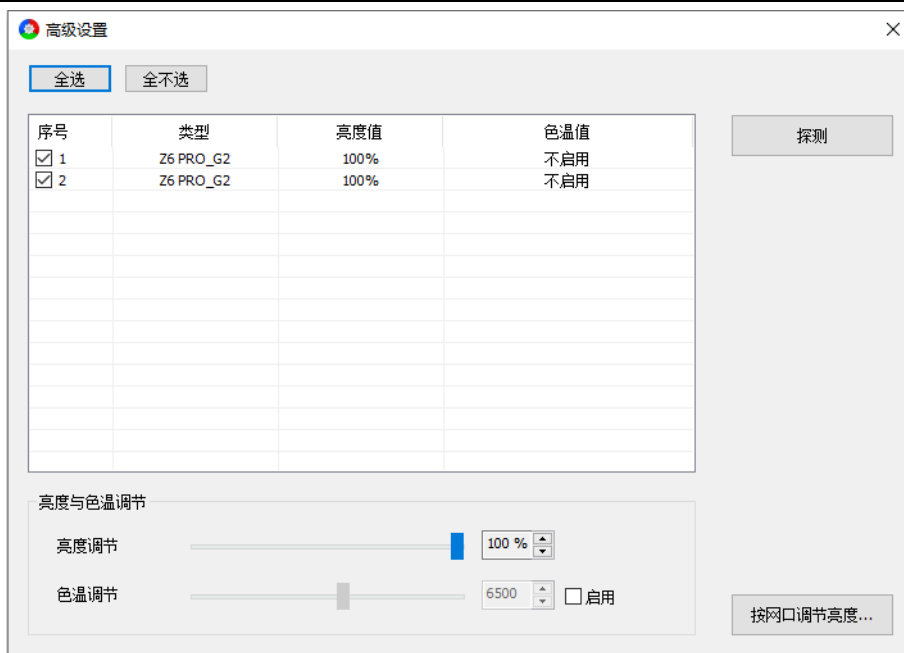 高级设置
全选 全不选
序号 类型 亮度值 色温值
1 Z6 PRO_G2 100% 不启用
2 Z6 PRO_G2 100% 不启用
探测
亮度与色温调节
亮度调节 100 %
色温调节 6500 启用
按网口调节亮度...